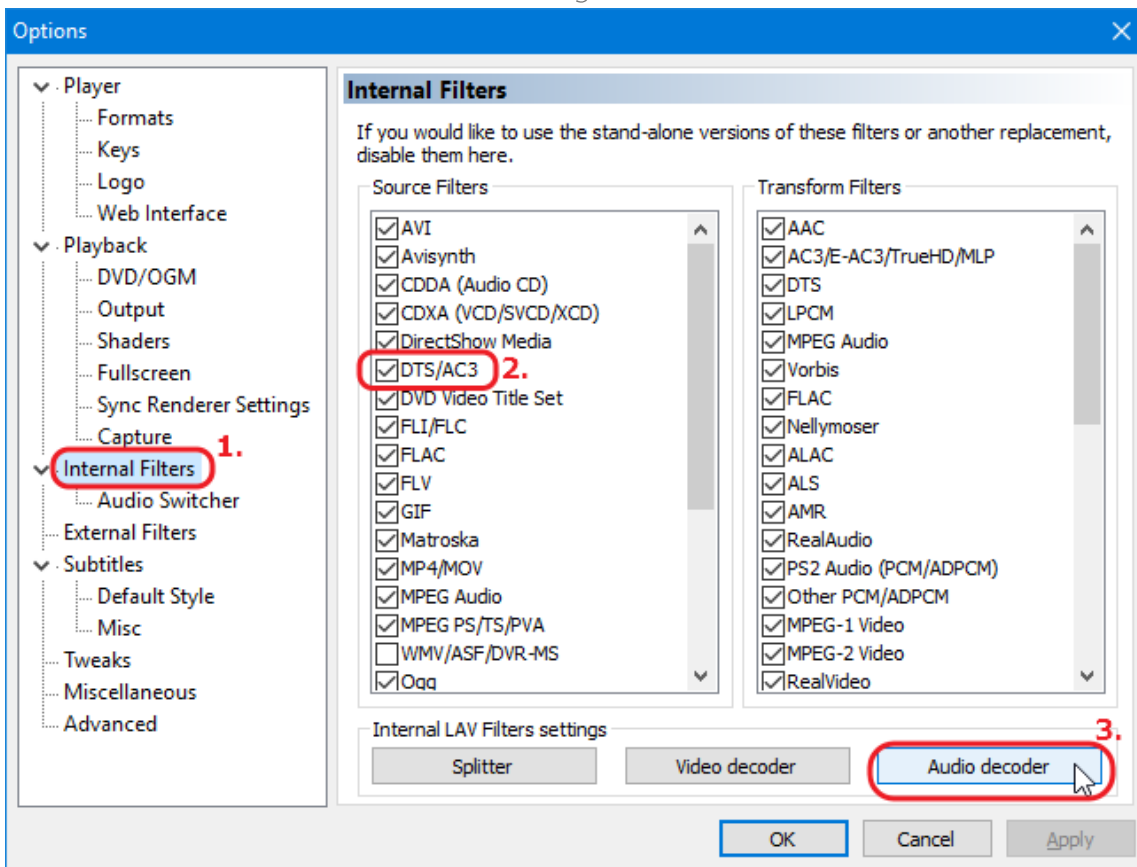 Options
Player
Formats
Keys
Logo
Web Interface
Playback
DVD/OGM
Output
Shaders
Fullscreen
Sync Renderer Settings
Capture
1.
Internal Filters
Audio Switcher
External Filters
Subtitles
Default Style
Misc
Tweaks
Miscellaneous
Advanced
Internal Filters
If you would like to use the stand-alone versions of these filters or another replacement,
disable them here.
Source Filters
AVI
Avisynth
CDDA (Audio CD)
CDXA (VCD/SVCD/XCD)
DirectShow Media
DTS/AC3 2.
DVD Video Title Set
FLI/FLC
FLAC
FLV
GIF
Matroska
MP4/MOV
MPEG Audio
MPEG PS/TS/PVA
WMV/ASF/DVR-MS
Ogg
Transform Filters
AAC
AC3/E-AC3/TrueHD/MLP
DTS
LPCM
MPEG Audio
Vorbis
FLAC
Nellymoser
ALAC
ALS
AMR
RealAudio
PS2 Audio (PCM/ADPCM)
Other PCM/ADPCM
MPEG-1 Video
MPEG-2 Video
RealVideo
Internal LAV Filters settings
3.
Splitter Video decoder Audio decoder
OK Cancel Apply